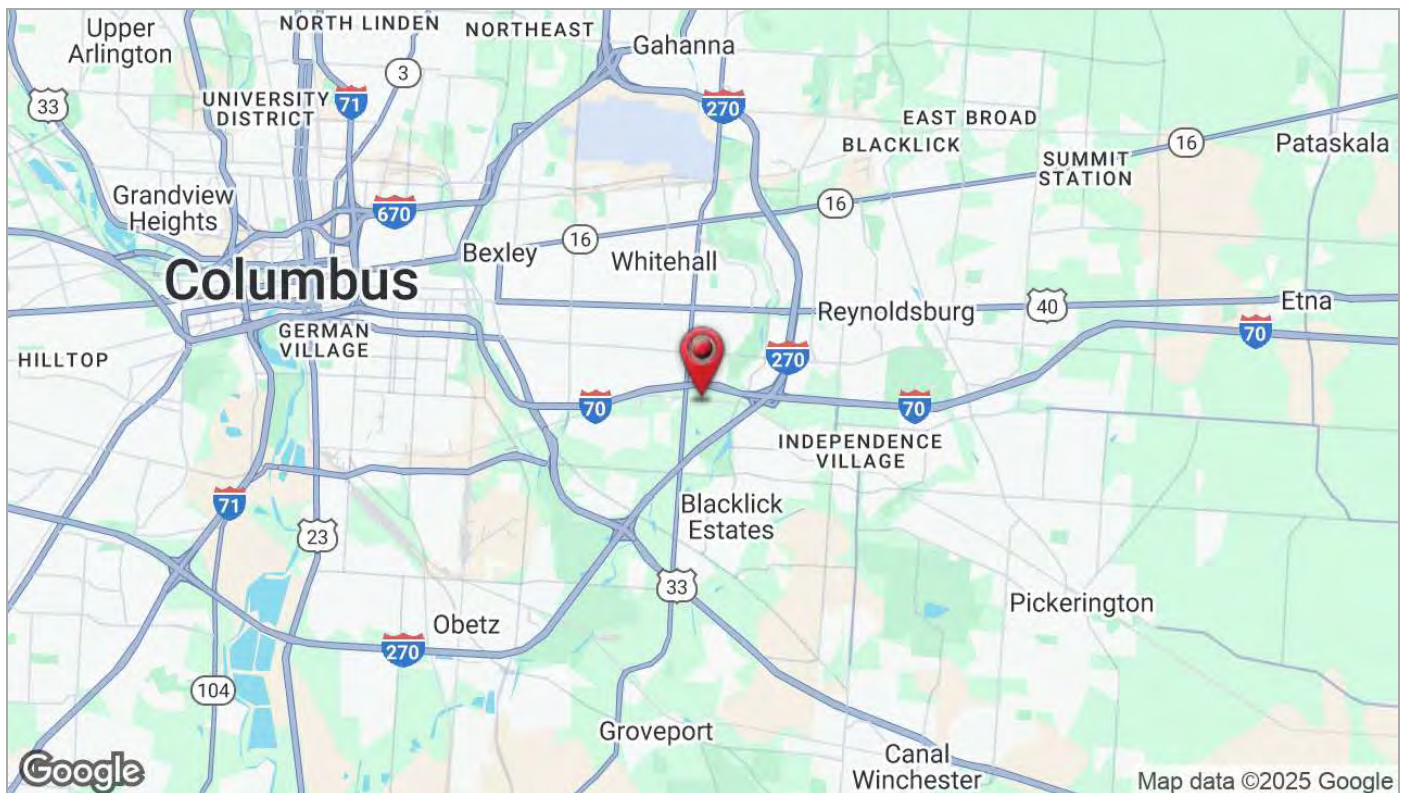 Upper
Arlington
NORTH LINDEN
NORTHEAST
Gahanna
3
33
UNIVERSITY
DISTRICT
71
270
EAST BROAD
BLACKLICK
16
Pataskala
SUMMIT
STATION
Grandview
Heights
670
16
16
Bexley
Whitehall
Columbus
Reynoldsburg
40
Etna
GERMAN
VILLAGE
HILLTOP
270
70
70
70
INDEPENDENCE
VILLAGE
71
23
Blacklick
Estates
33
Pickerington
Obetz
270
104
Groveport
Canal
Winchester
Google
Map data ©2025 Google